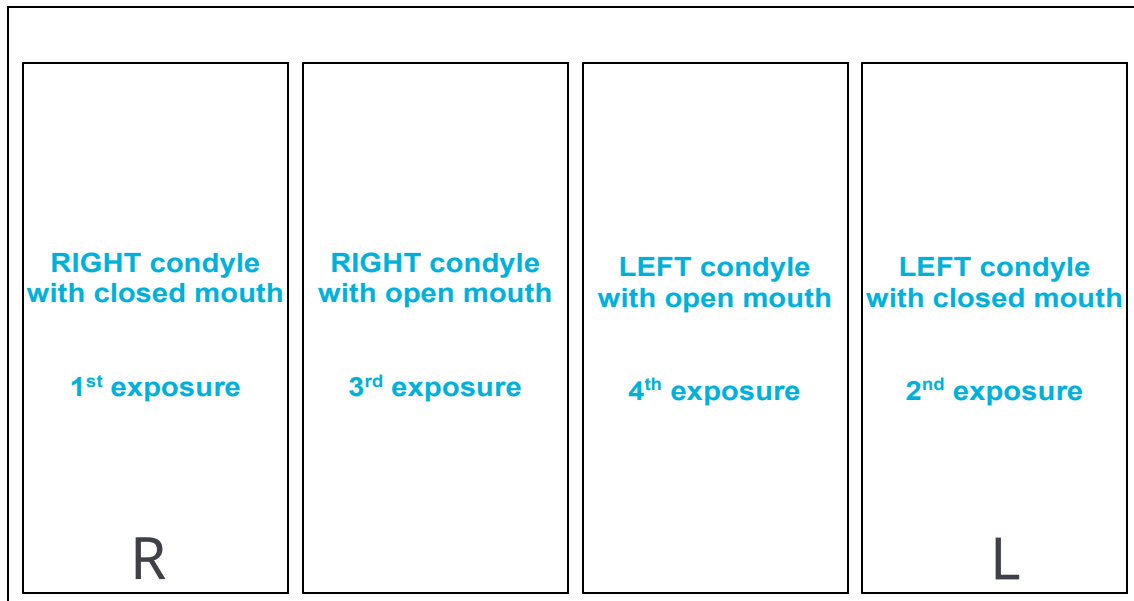 RIGHT condyle
with closed mouth
1st exposure
R
RIGHT condyle
with open mouth
3rd exposure
LEFT condyle
with open mouth
4th exposure
LEFT condyle
with closed mouth
2nd exposure
L